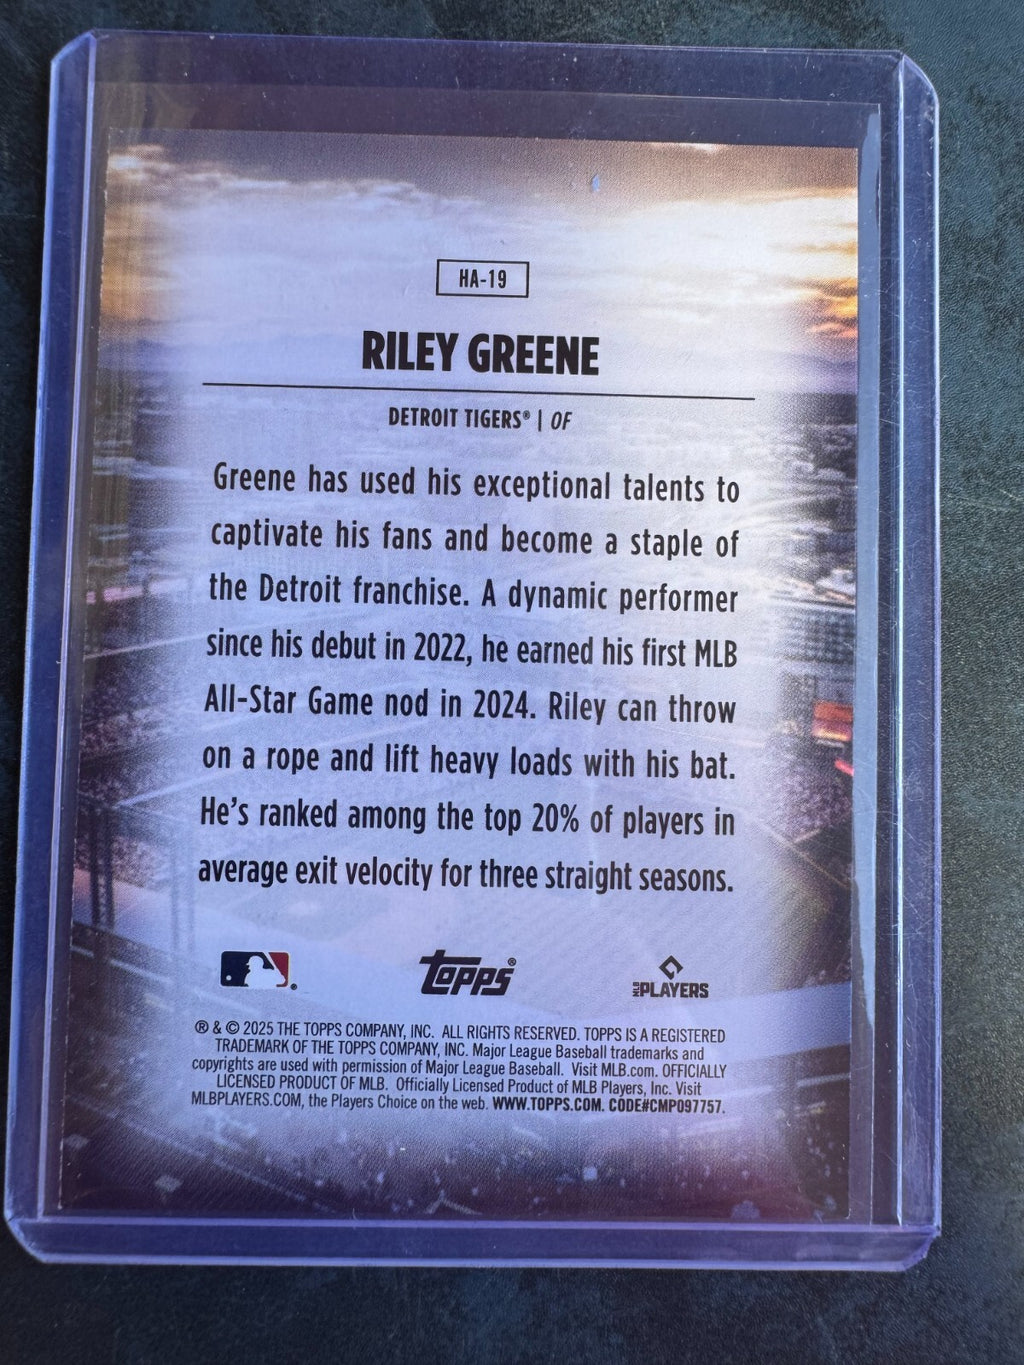 HA-19
RILEY GREENE
DETROIT TIGERS® | OF
Greene has used his exceptional talents to
captivate his fans and become a staple of
the Detroit franchise. A dynamic performer
since his debut in 2022, he earned his first MLB
All-Star Game nod in 2024. Riley can throw
on a rope and lift heavy loads with his bat.
He's ranked among the top 20% of players in
average exit velocity for three straight seasons.
Topps®
MLB PLAYERS
® & © 2025 THE TOPPS COMPANY, INC. ALL RIGHTS RESERVED. TOPPS IS A REGISTERED
TRADEMARK OF THE TOPPS COMPANY, INC. Major League Baseball trademarks and
copyrights are used with permission of Major League Baseball. Visit MLB.com. OFFICIALLY
LICENSED PRODUCT OF MLB. Officially Licensed Product of MLB Players, Inc. Visit
MLBPLAYERS.COM, the Players Choice on the web. WWW.TOPPS.COM. CODE#CMP097757.